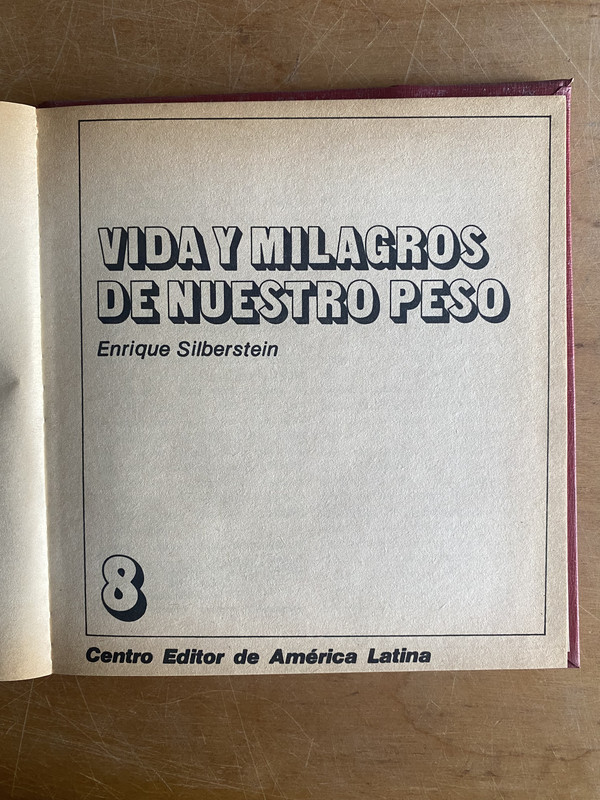 VIDA Y MILAGROS
DE NUESTRO PESO
Enrique Silberstein
8
Centro Editor de América Latina